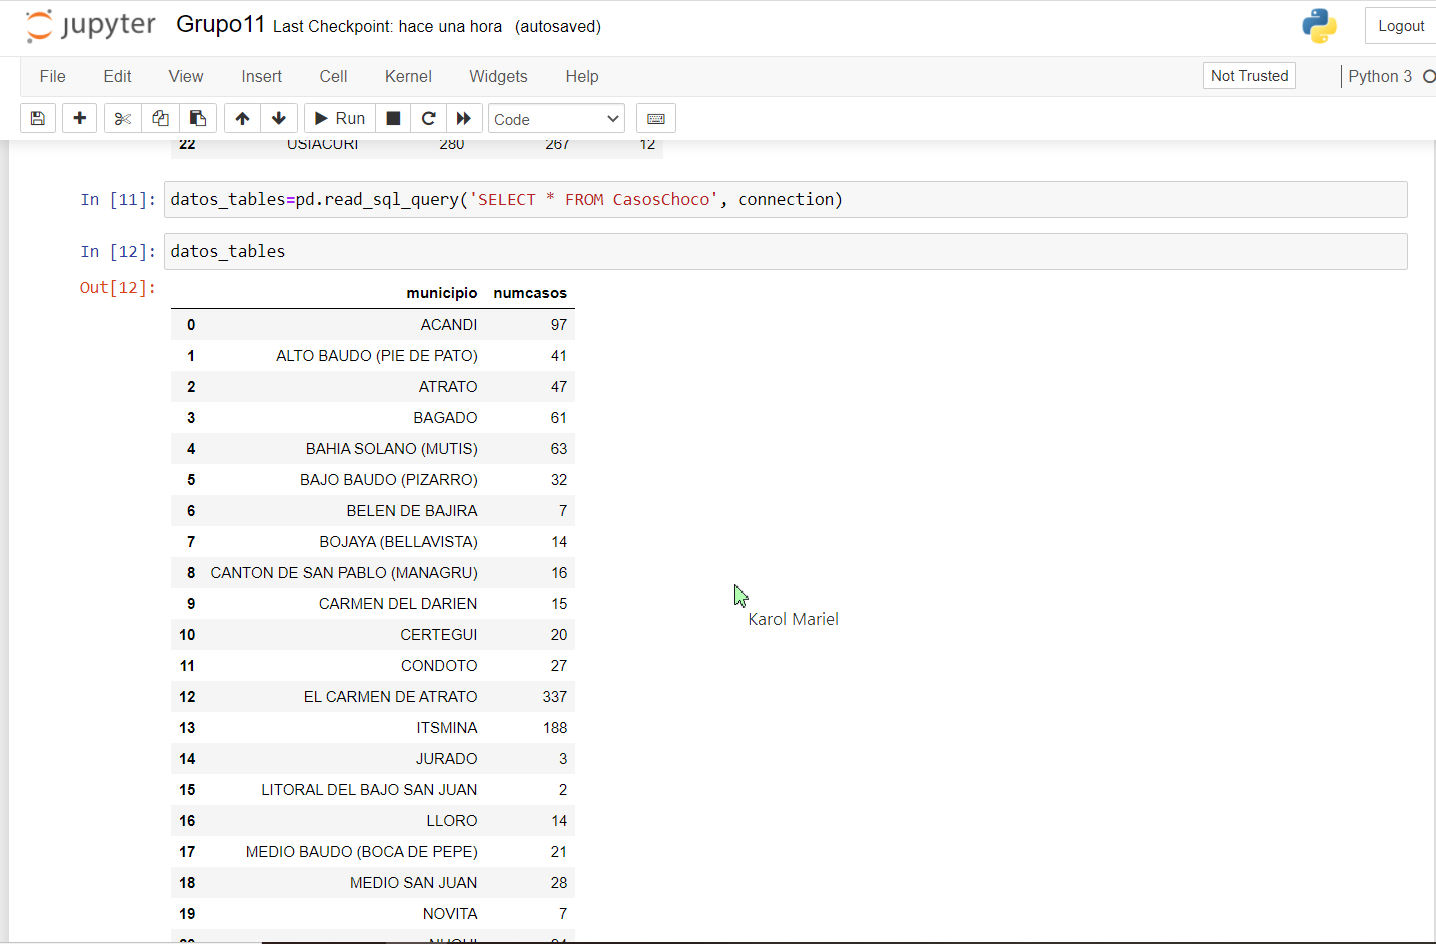 jupyter Grupo11 Last Checkpoint: hace una hora (autosaved) Logout
File Edit View Insert Cell Kernel Widgets Help Not Trusted Python 3
Run Code
22 USIACURI 280 267 12
In [11]: datos_tables=pd.read_sql_query('SELECT * FROM CasosChoco', connection)
In [12]: datos_tables
Out[12]:
municipio numcasos
0 ACANDI 97
1 ALTO BAUDO (PIE DE PATO) 41
2 ATRATO 47
3 BAGADO 61
4 BAHIA SOLANO (MUTIS) 63
5 BAJO BAUDO (PIZARRO) 32
6 BELEN DE BAJIRA 7
7 BOJAYA (BELLAVISTA) 14
8 CANTON DE SAN PABLO (MANAGRU) 16
9 CARMEN DEL DARIEN 15
Karol Mariel
10 CERTEGUI 20
11 CONDOTO 27
12 EL CARMEN DE ATRATO 337
13 ITSMINA 188
14 JURADO 3
15 LITORAL DEL BAJO SAN JUAN 2
16 LLORO 14
17 MEDIO BAUDO (BOCA DE PEPE) 21
18 MEDIO SAN JUAN 28
19 NOVITA 7